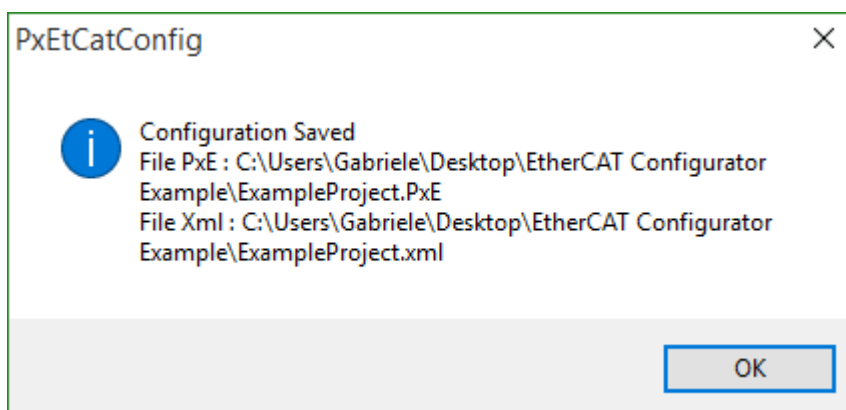 PxEtCatConfig
Configuration Saved
File PxE : C:\Users\Gabriele\Desktop\EtherCAT Configurator
Example\ExampleProject.PxE
File Xml : C:\Users\Gabriele\Desktop\EtherCAT Configurator
Example\ExampleProject.xml
OK